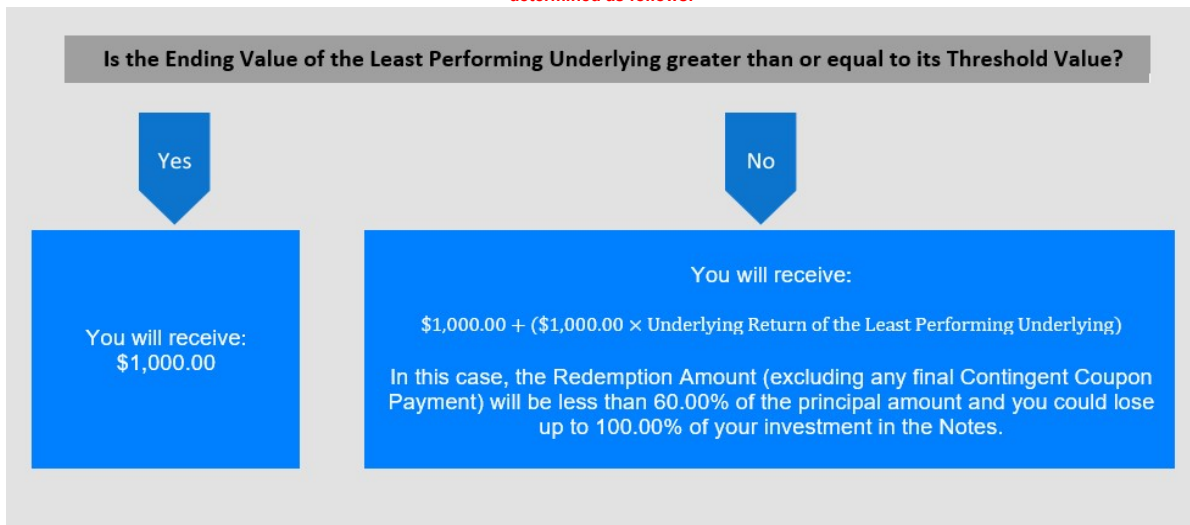 determined as follows:
Is the Ending Value of the Least Performing Underlying greater than or equal to its Threshold Value?
Yes
No
You will receive:
$1,000.00
You will receive:
$1,000.00 + ($1,000.00 × Underlying Return of the Least Performing Underlying)
In this case, the Redemption Amount (excluding any final Contingent Coupon
Payment) will be less than 60.00% of the principal amount and you could lose
up to 100.00% of your investment in the Notes.